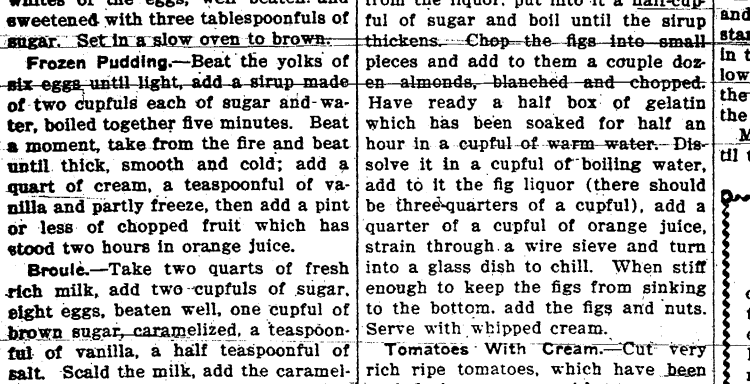 whites of the eggs, well beaten and
sweetened with three tablespoonfuls of
sugar. Set in a slow oven to brown.
Frozen Pudding.—Beat the yolks of
six eggs until light, add a sirup made
of two cupfuls each of sugar and wa-
ter, boiled together five minutes. Beat
a moment, take from the fire and beat
until thick, smooth and cold; add a
quart of cream, a teaspoonful of va-
nilla and partly freeze, then add a pint
or less of chopped fruit which has
stood two hours in orange juice.
Broule.—Take two quarts of fresh
rich milk, add two cupfuls of sugar,
eight eggs, beaten well, one cupful of
brown sugar, caramelized, a teaspoon-
ful of vanilla, a half teaspoonful of
salt. Scald the milk, add the caramel-
from the liquor, put into it a half-cup-
ful of sugar and boil until the sirup
thickens. Chop the figs into small
pieces and add to them a couple doz-
en almonds, blanched and chopped.
Have ready a half box of gelatin
which has been soaked for half an
hour in a cupful of warm water. Dis-
solve it in a cupful of boiling water,
add to it the fig liquor (there should
be three-quarters of a cupful), add a
quarter of a cupful of orange juice,
strain through a wire sieve and turn
into a glass dish to chill. When stiff
enough to keep the figs from sinking
to the bottom, add the figs and nuts.
Serve with whipped cream.
Tomatoes With Cream.—Cut very
rich ripe tomatoes, which have been
and
in t
low
the
the
M
til t